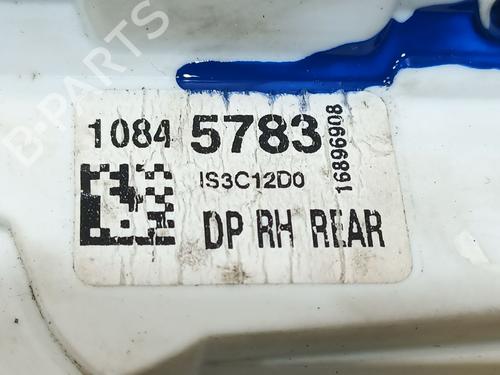 B-PARTS
1084 5783
IS3C12D0
16896908
DP RH REAR